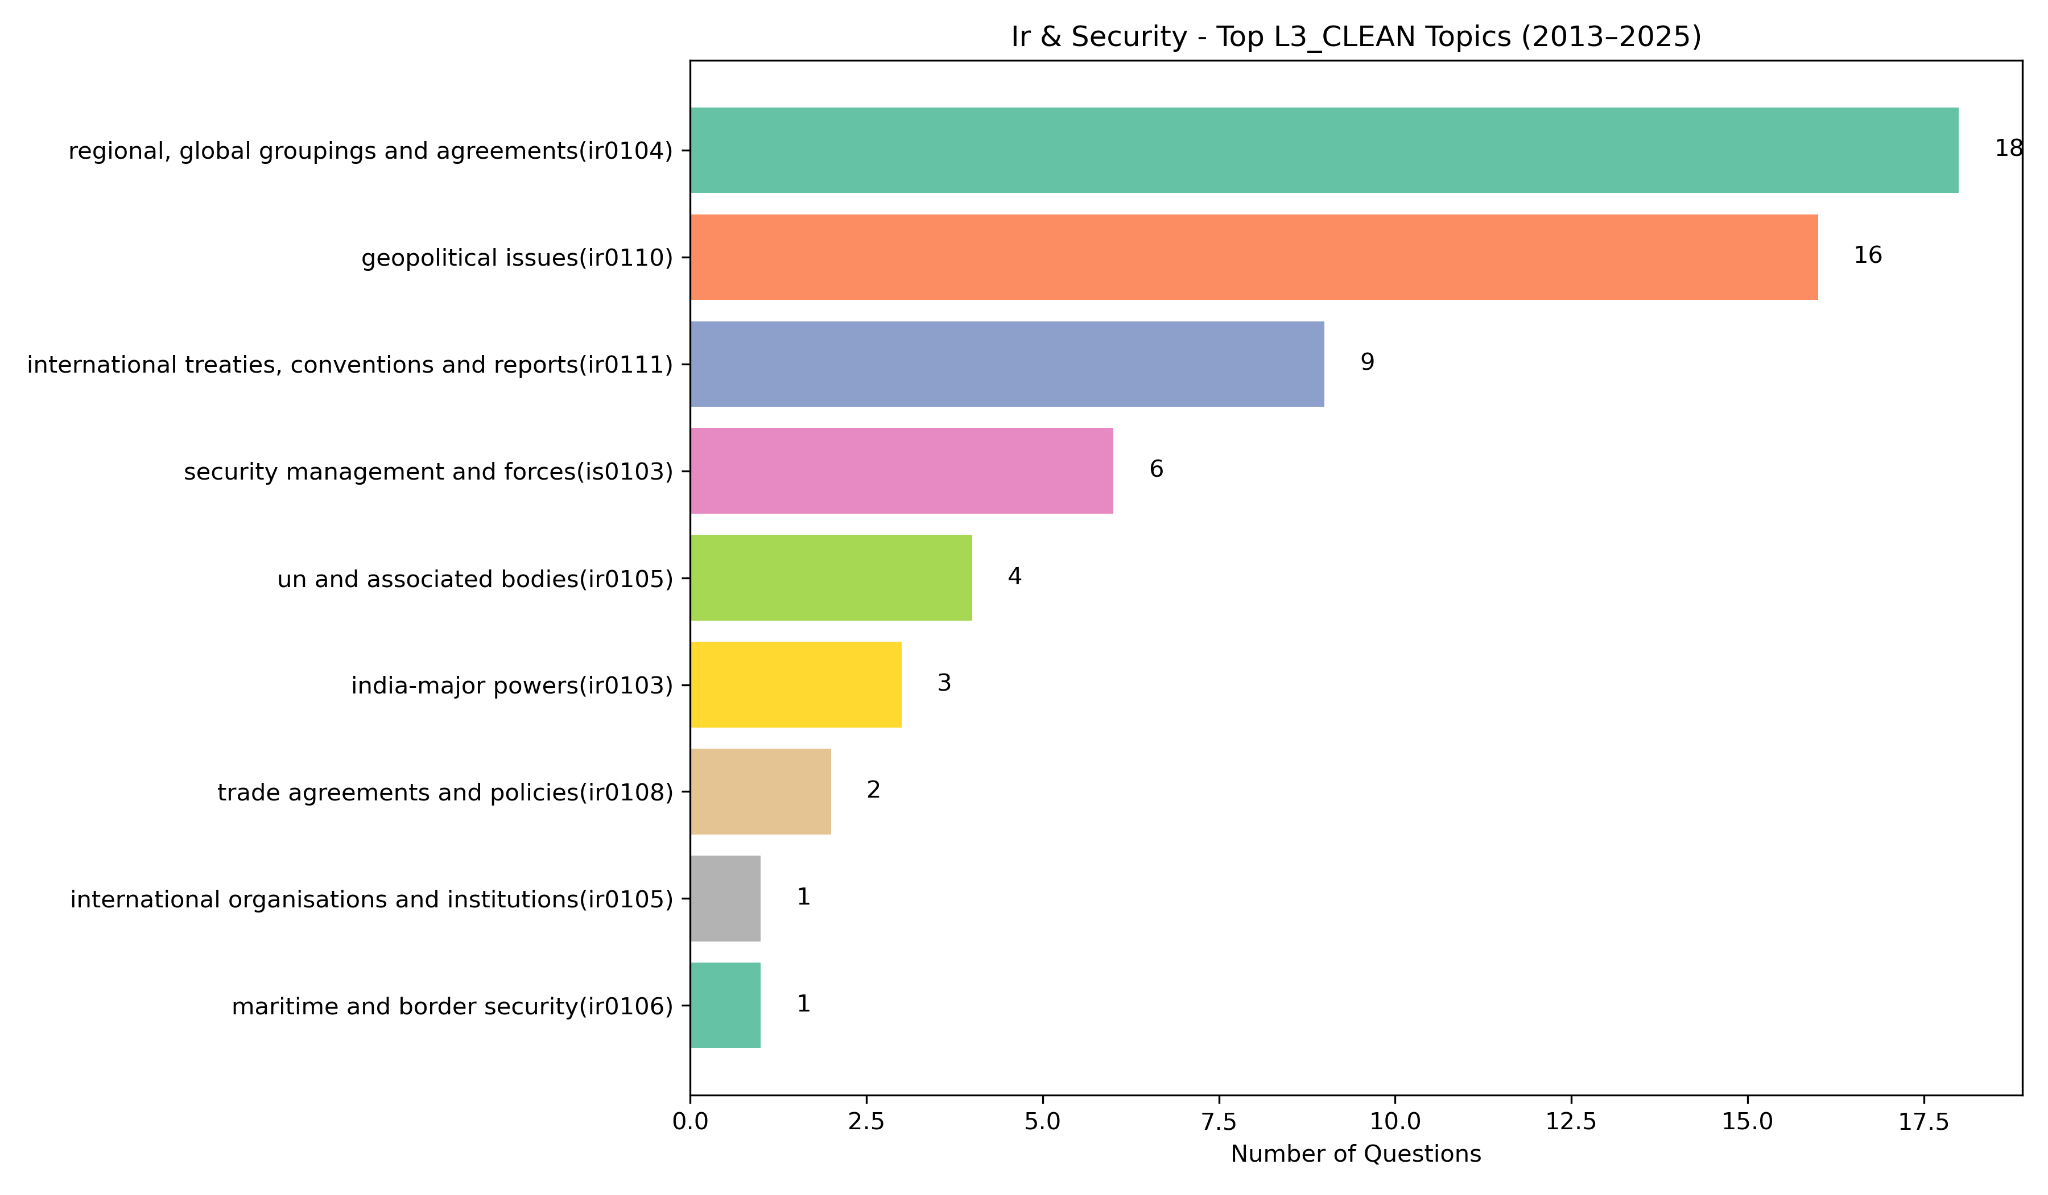 Ir & Security - Top L3_CLEAN Topics (2013–2025)
regional, global groupings and agreements(ir0104)
18
geopolitical issues(ir0110)
16
international treaties, conventions and reports(ir0111)
9
security management and forces(is0103)
6
un and associated bodies(ir0105)
4
india-major powers(ir0103)
3
trade agreements and policies(ir0108)
2
international organisations and institutions(ir0105)
1
maritime and border security(ir0106)
1
0.0 2.5 5.0 7.5 10.0 12.5 15.0 17.5
Number of Questions